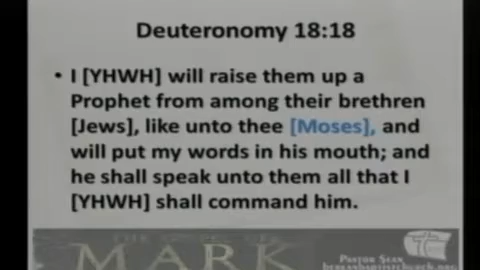 Deuteronomy 18:18
• I [YHWH] will raise them up a
Prophet from among their brethren
[Jews], like unto thee [Moses], and
will put my words in his mouth; and
he shall speak unto them all that I
[YHWH] shall command him.
MARK
PASTOR SEAN
bereanbaptistchurch.org